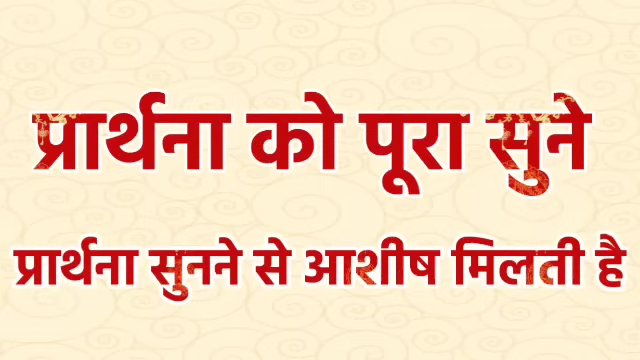 प्रार्थना को पूरा सुने
प्रार्थना सुनने से आशीष मिलती है